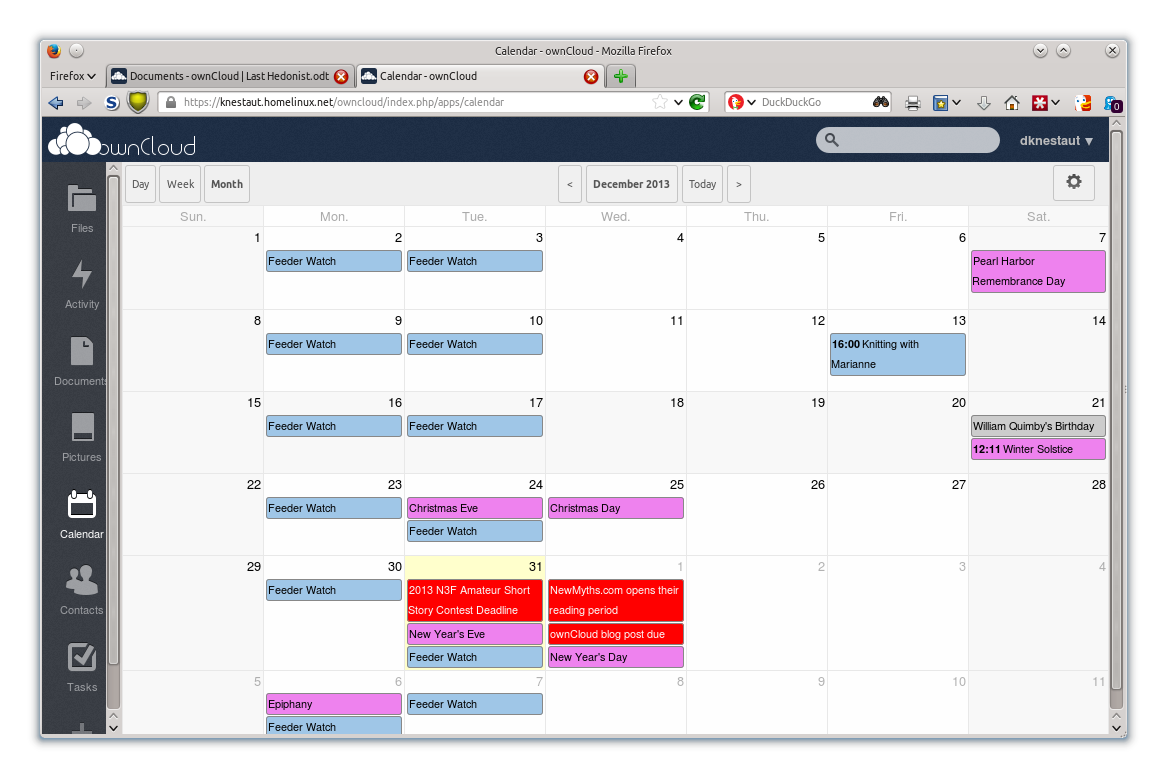 Calendar - ownCloud - Mozilla Firefox
Firefox
Documents - ownCloud | Last Hedonist.odt
Calendar - ownCloud
S
https://knestaut.homelinux.net/owncloud/index.php/apps/calendar
DuckDuckGo
0
ownCloud
dknestaut ▼
Files
Activity
Documents
Pictures
Calendar
Contacts
Tasks
Day Week Month
< December 2013 Today >
Sun. Mon. Tue. Wed. Thu. Fri. Sat.
1 2 3 4 5 6 7
Feeder Watch
Feeder Watch
Pearl Harbor
Remembrance Day
8 9 10 11 12 13 14
Feeder Watch
Feeder Watch
16:00 Knitting with
Marianne
15 16 17 18 19 20 21
Feeder Watch
Feeder Watch
William Quimby's Birthday
12:11 Winter Solstice
22 23 24 25 26 27 28
Feeder Watch
Christmas Eve
Feeder Watch
Christmas Day
29 30 31 1 2 3 4
Feeder Watch
2013 N3F Amateur Short
Story Contest Deadline
New Year's Eve
Feeder Watch
NewMyths.com opens their
reading period
ownCloud blog post due
New Year's Day
5 6 7 8 9 10 11
Epiphany
Feeder Watch
Feeder Watch